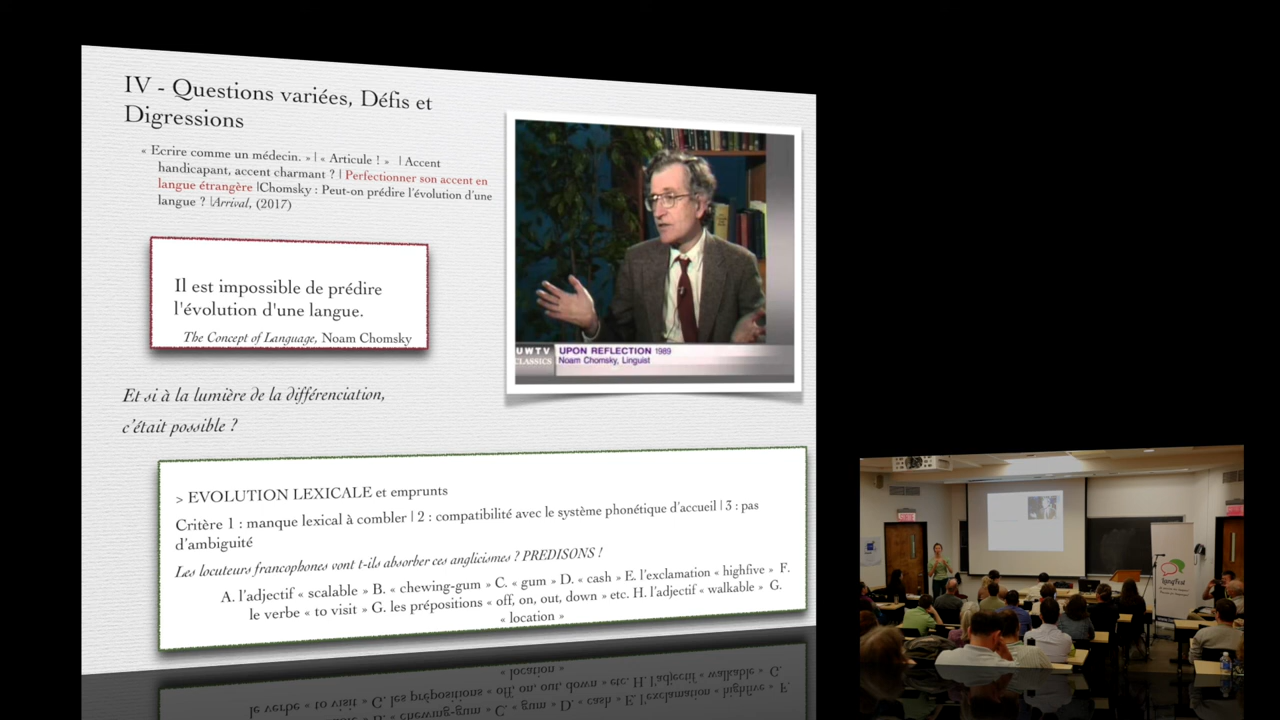 IV - Questions variées, Défis et
Digressions
« Ecrire comme un médecin. » | « Articule ! » | Accent
handicapant, accent charmant ? | Perfectionner son accent en
langue étrangère |Chomsky : Peut-on prédire l'évolution d'une
langue ? |Arrival, (2017)
Il est impossible de prédire
l'évolution d'une langue.
The Concept of Language, Noam Chomsky
UWTV
CLASSICS
UPON REFLECTION 1989
Noam Chomsky, Linguist
Et si à la lumière de la différenciation,
c'était possible ?
> EVOLUTION LEXICALE et emprunts
Critère 1 : manque lexical à combler | 2 : compatibilité avec le système phonétique d'accueil | 3 : pas
d'ambiguité
Les locuteurs francophones vont t-ils absorber ces anglicismes ? PREDISONS !
A. l'adjectif « scalable » B. « chewing-gum » C. « gum » D. « cash » E. l'exclamation « highfive » F.
le verbe « to visit » G. les prépositions « off, on, out, down » etc. H. l'adjectif « walkable » G.
« location »
LangFest